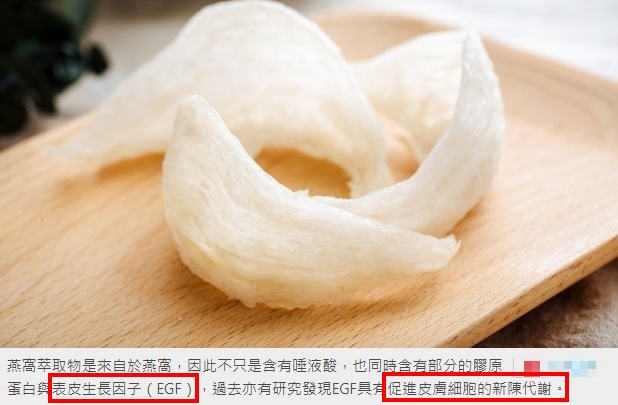 燕窩萃取物是來自於燕窩，因此不只是含有唾液酸，也同時含有部分的膠原
蛋白與表皮生長因子（EGF），過去亦有研究發現EGF具有促進皮膚細胞的新陳代謝。